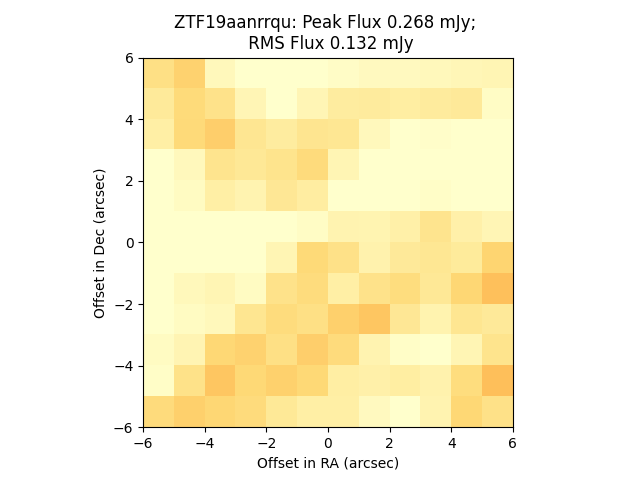 ZTF19aanrrqu: Peak Flux 0.268 mJy;
RMS Flux 0.132 mJy
6
4
2
0
−2
−4
−6
Offset in Dec (arcsec)
−6 −4 −2 0 2 4 6
Offset in RA (arcsec)